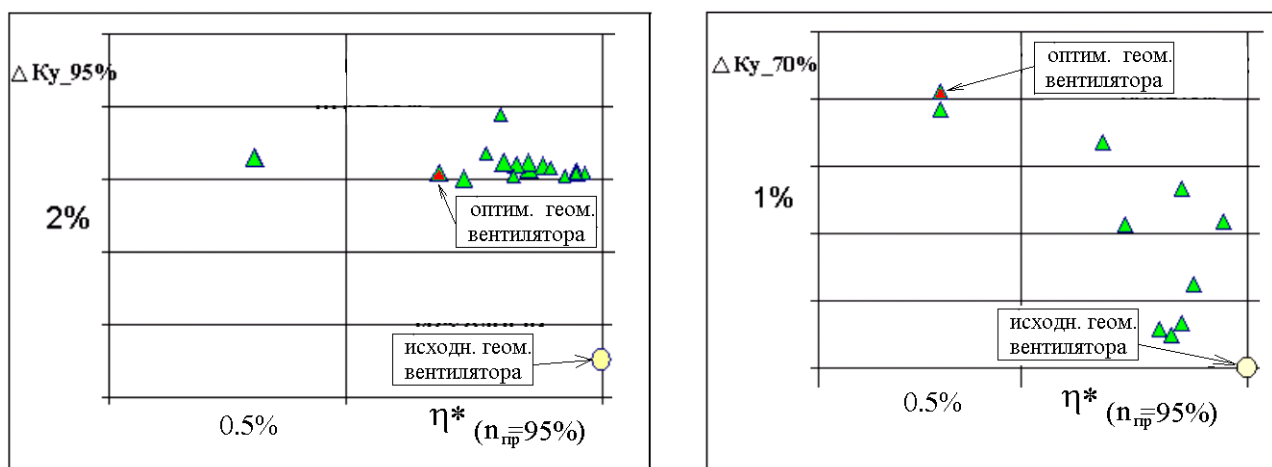 △ Ky_95%
2%
оптим. геом.
вентилятора
исходн. геом.
вентилятора
0.5%
η* (nпр=95%)
△ Ky_70%
1%
оптим. геом.
вентилятора
исходн. геом.
вентилятора
0.5%
η* (nпр=95%)